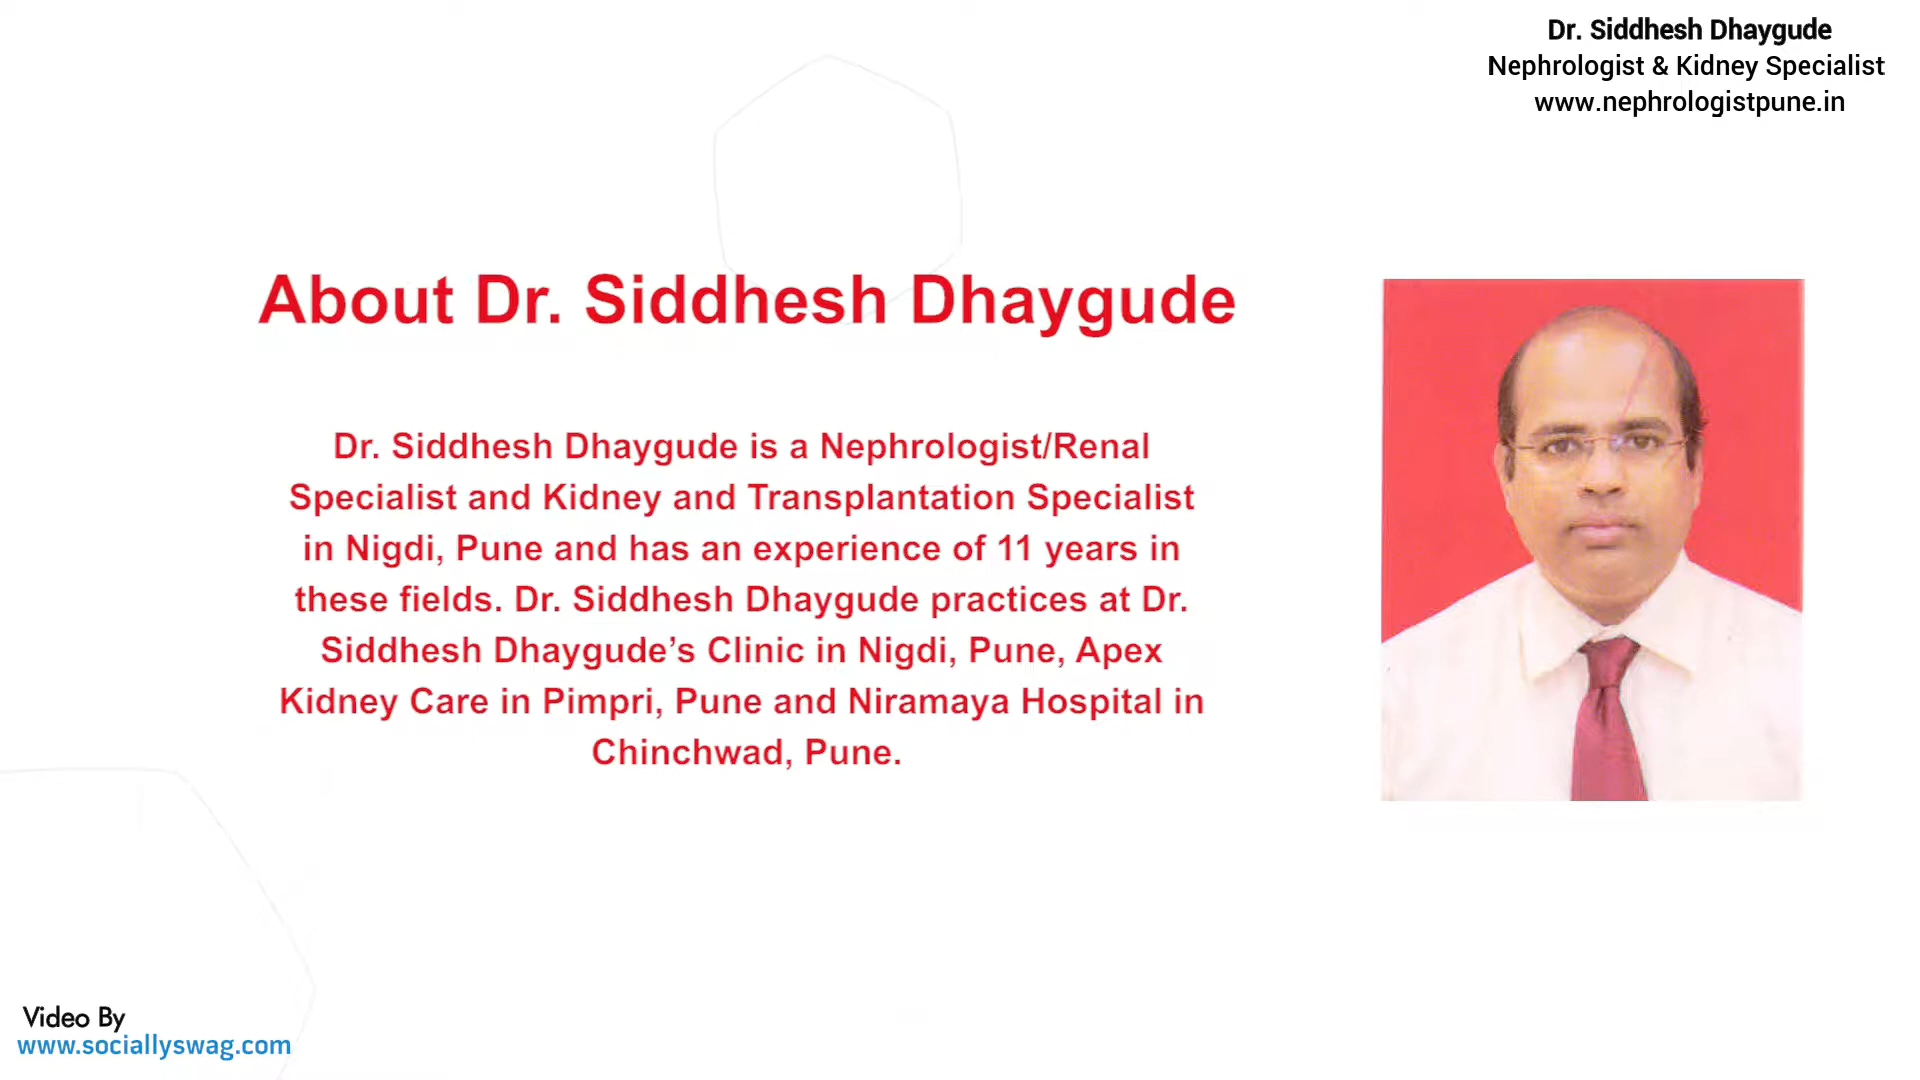 Dr. Siddhesh Dhaygude
Nephrologist & Kidney Specialist
www.nephrologistpune.in
About Dr. Siddhesh Dhaygude
Dr. Siddhesh Dhaygude is a Nephrologist/Renal
Specialist and Kidney and Transplantation Specialist
in Nigdi, Pune and has an experience of 11 years in
these fields. Dr. Siddhesh Dhaygude practices at Dr.
Siddhesh Dhaygude’s Clinic in Nigdi, Pune, Apex
Kidney Care in Pimpri, Pune and Niramaya Hospital in
Chinchwad, Pune.
Video By
www.sociallyswag.com